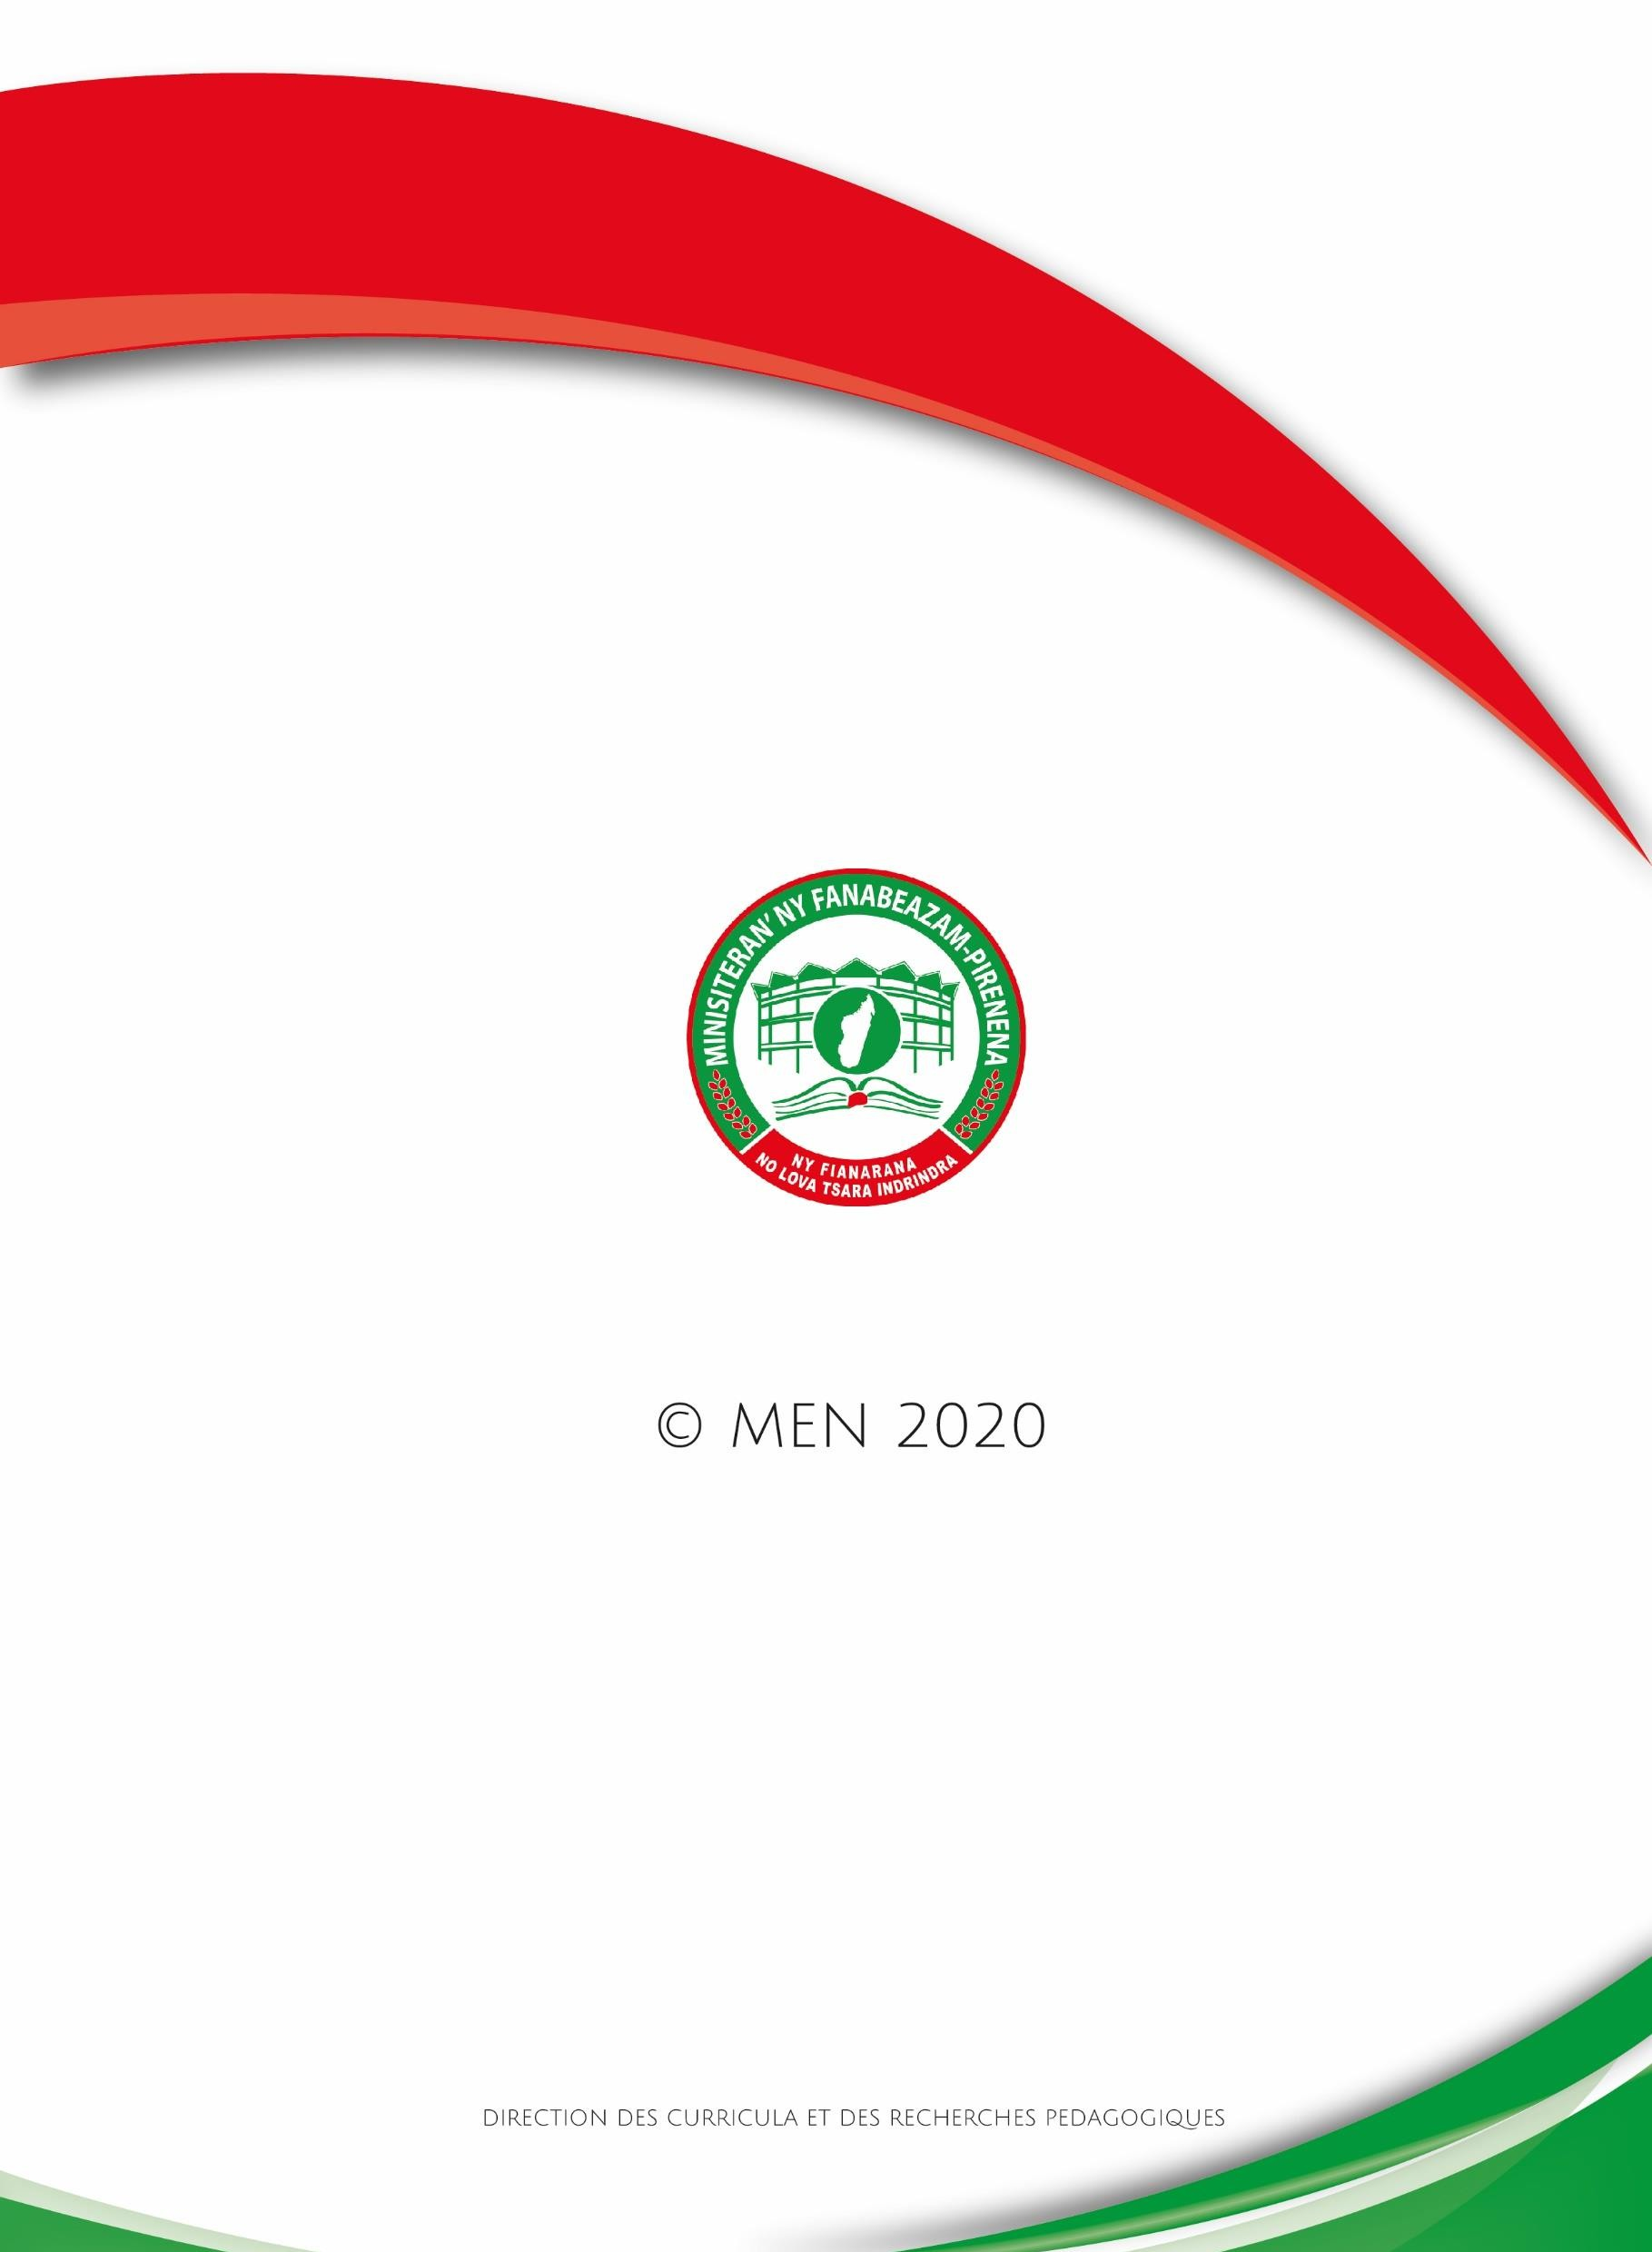 MINISITERAN' NY FANABEAZAM-PIRENENA
NY FIANARANA
NO LOVA TSARA INDRINDRA
© MEN 2020
DIRECTION DES CURRICULA ET DES RECHERCHES PEDAGOGIQUES